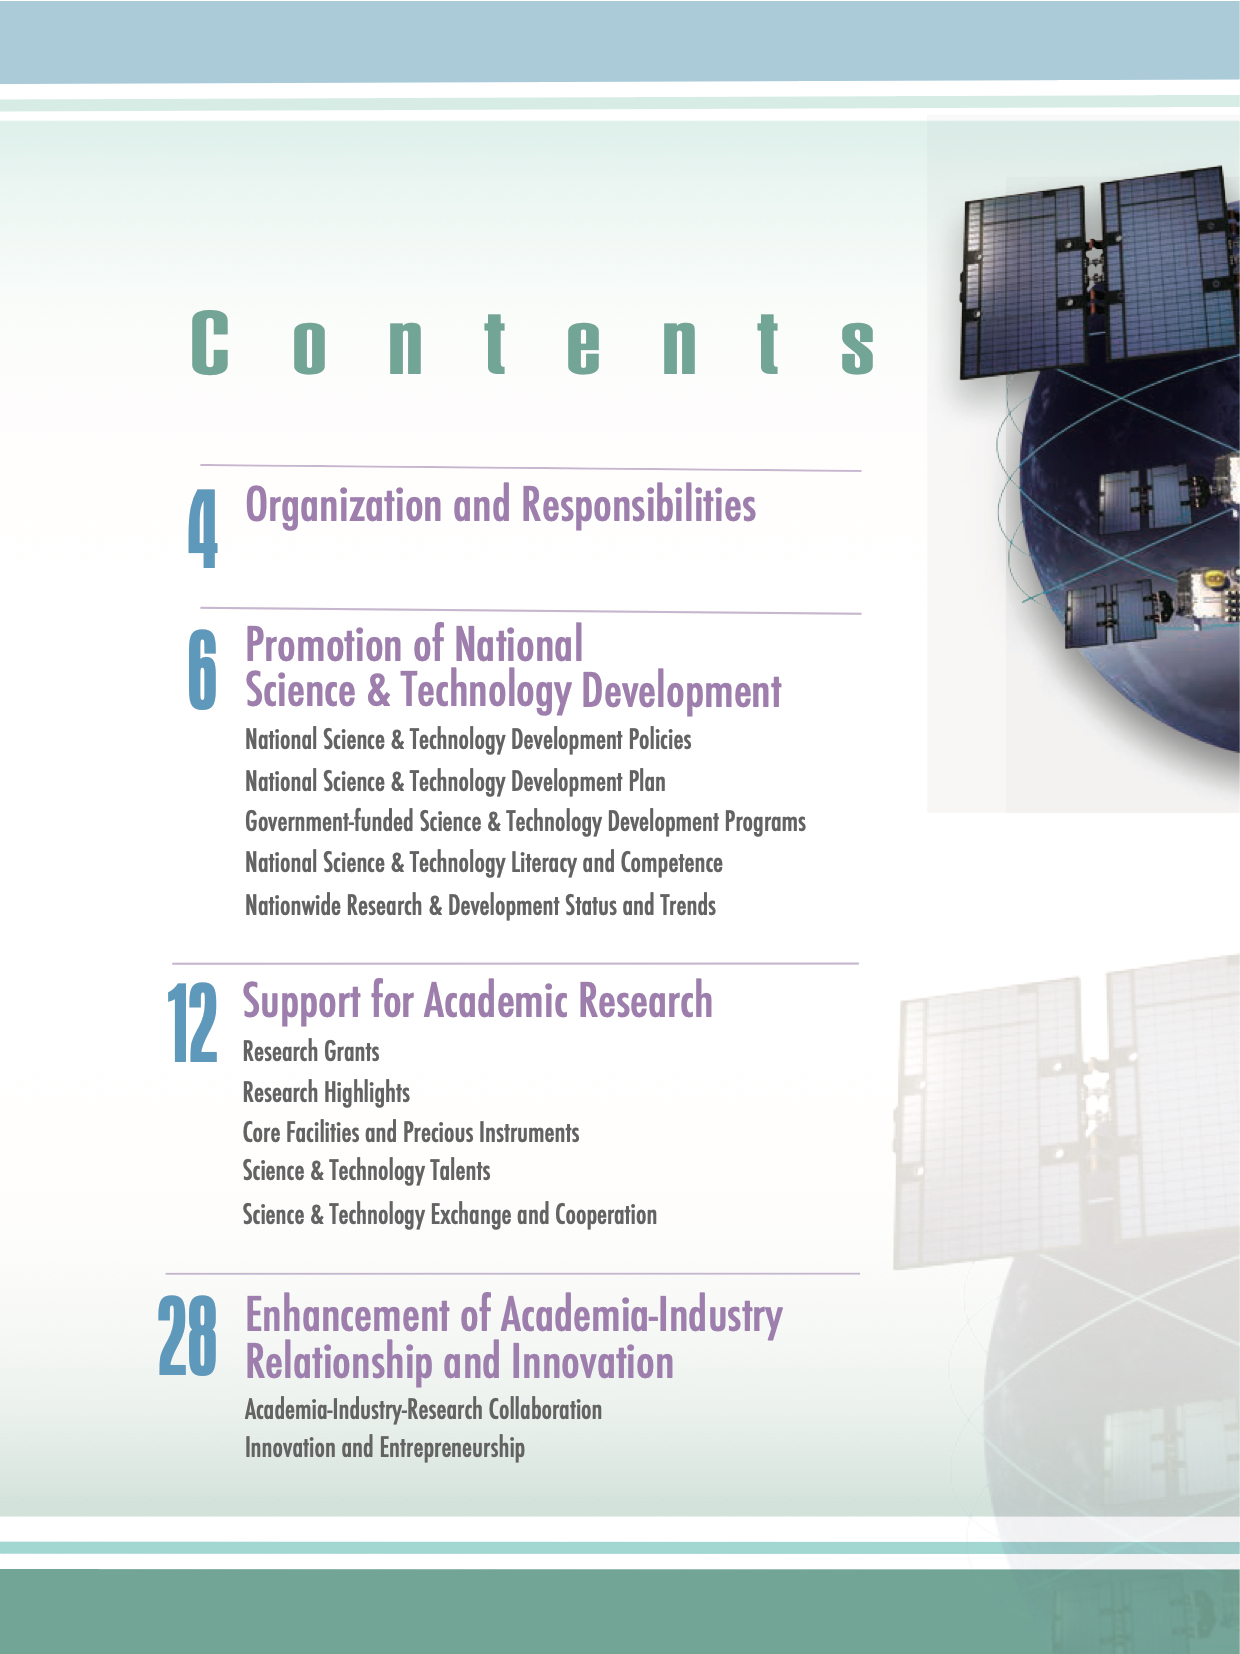 Contents
4
Organization and Responsibilities
6
Promotion of National
Science & Technology Development
National Science & Technology Development Policies
National Science & Technology Development Plan
Government-funded Science & Technology Development Programs
National Science & Technology Literacy and Competence
Nationwide Research & Development Status and Trends
12
Support for Academic Research
Research Grants
Research Highlights
Core Facilities and Precious Instruments
Science & Technology Talents
Science & Technology Exchange and Cooperation
28
Enhancement of Academia-Industry
Relationship and Innovation
Academia-Industry-Research Collaboration
Innovation and Entrepreneurship